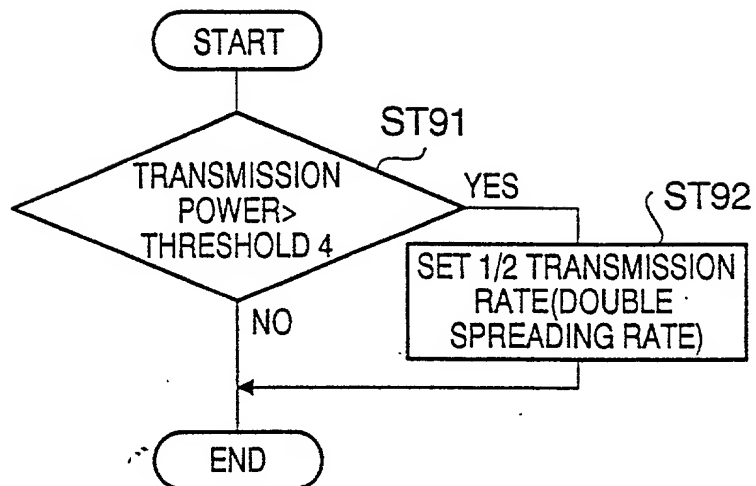 START
ST91
TRANSMISSION
POWER>
THRESHOLD 4
YES
ST92
SET 1/2 TRANSMISSION
RATE(DOUBLE
SPREADING RATE)
NO
END